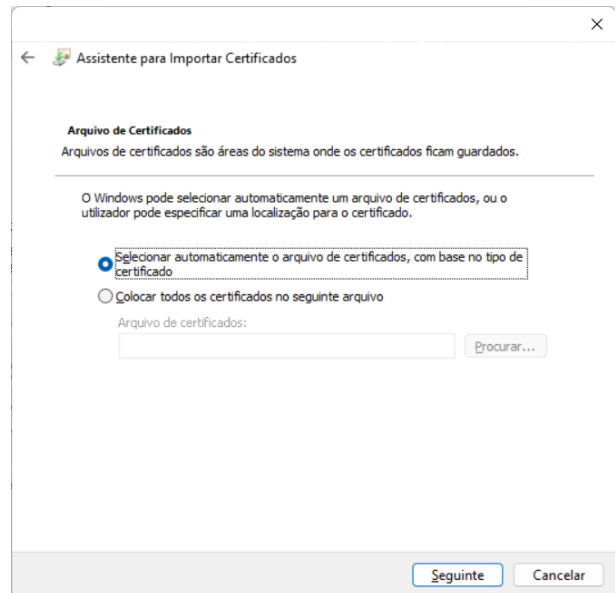 Assistente para Importar Certificados
Arquivo de Certificados
Arquivos de certificados são áreas do sistema onde os certificados ficam guardados.
O Windows pode selecionar automaticamente um arquivo de certificados, ou o
utilizador pode especificar uma localização para o certificado.
Selecionar automaticamente o arquivo de certificados, com base no tipo de
certificado
Colocar todos os certificados no seguinte arquivo
Arquivo de certificados:
Procurar...
Seguinte
Cancelar